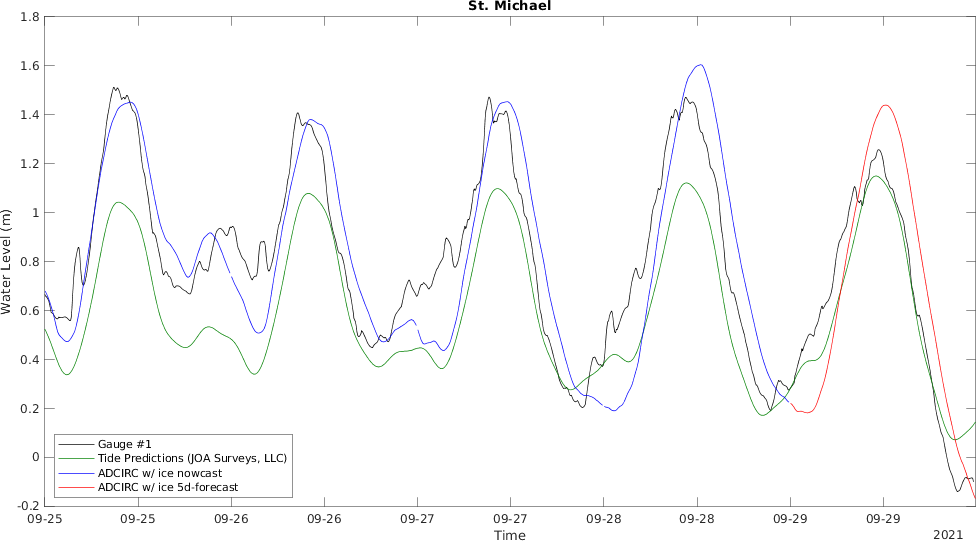 St. Michael
1.8
1.6
1.4
1.2
1
0.8
0.6
0.4
0.2
0
-0.2
Water Level (m)
Gauge #1
Tide Predictions (JOA Surveys, LLC)
ADCIRC w/ ice nowcast
ADCIRC w/ ice 5d-forecast
09-25 09-25 09-26 09-26 09-27 09-27 09-28 09-28 09-29 09-29
Time
2021